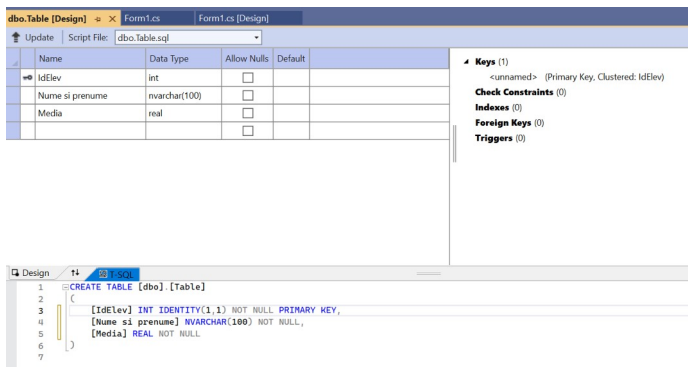 dbo.Table [Design] Form1.cs Form1.cs [Design]
Update Script File: dbo.Table.sql
Name Data Type Allow Nulls Default
IdElev int
Nume si prenume nvarchar(100)
Media real
Keys (1)
<unnamed> (Primary Key, Clustered: IdElev)
Check Constraints (0)
Indexes (0)
Foreign Keys (0)
Triggers (0)
Design T-SQL
1 CREATE TABLE [dbo].[Table]
2 (
3 [IdElev] INT IDENTITY(1,1) NOT NULL PRIMARY KEY,
4 [Nume si prenume] NVARCHAR(100) NOT NULL,
5 [Media] REAL NOT NULL
6 )
7